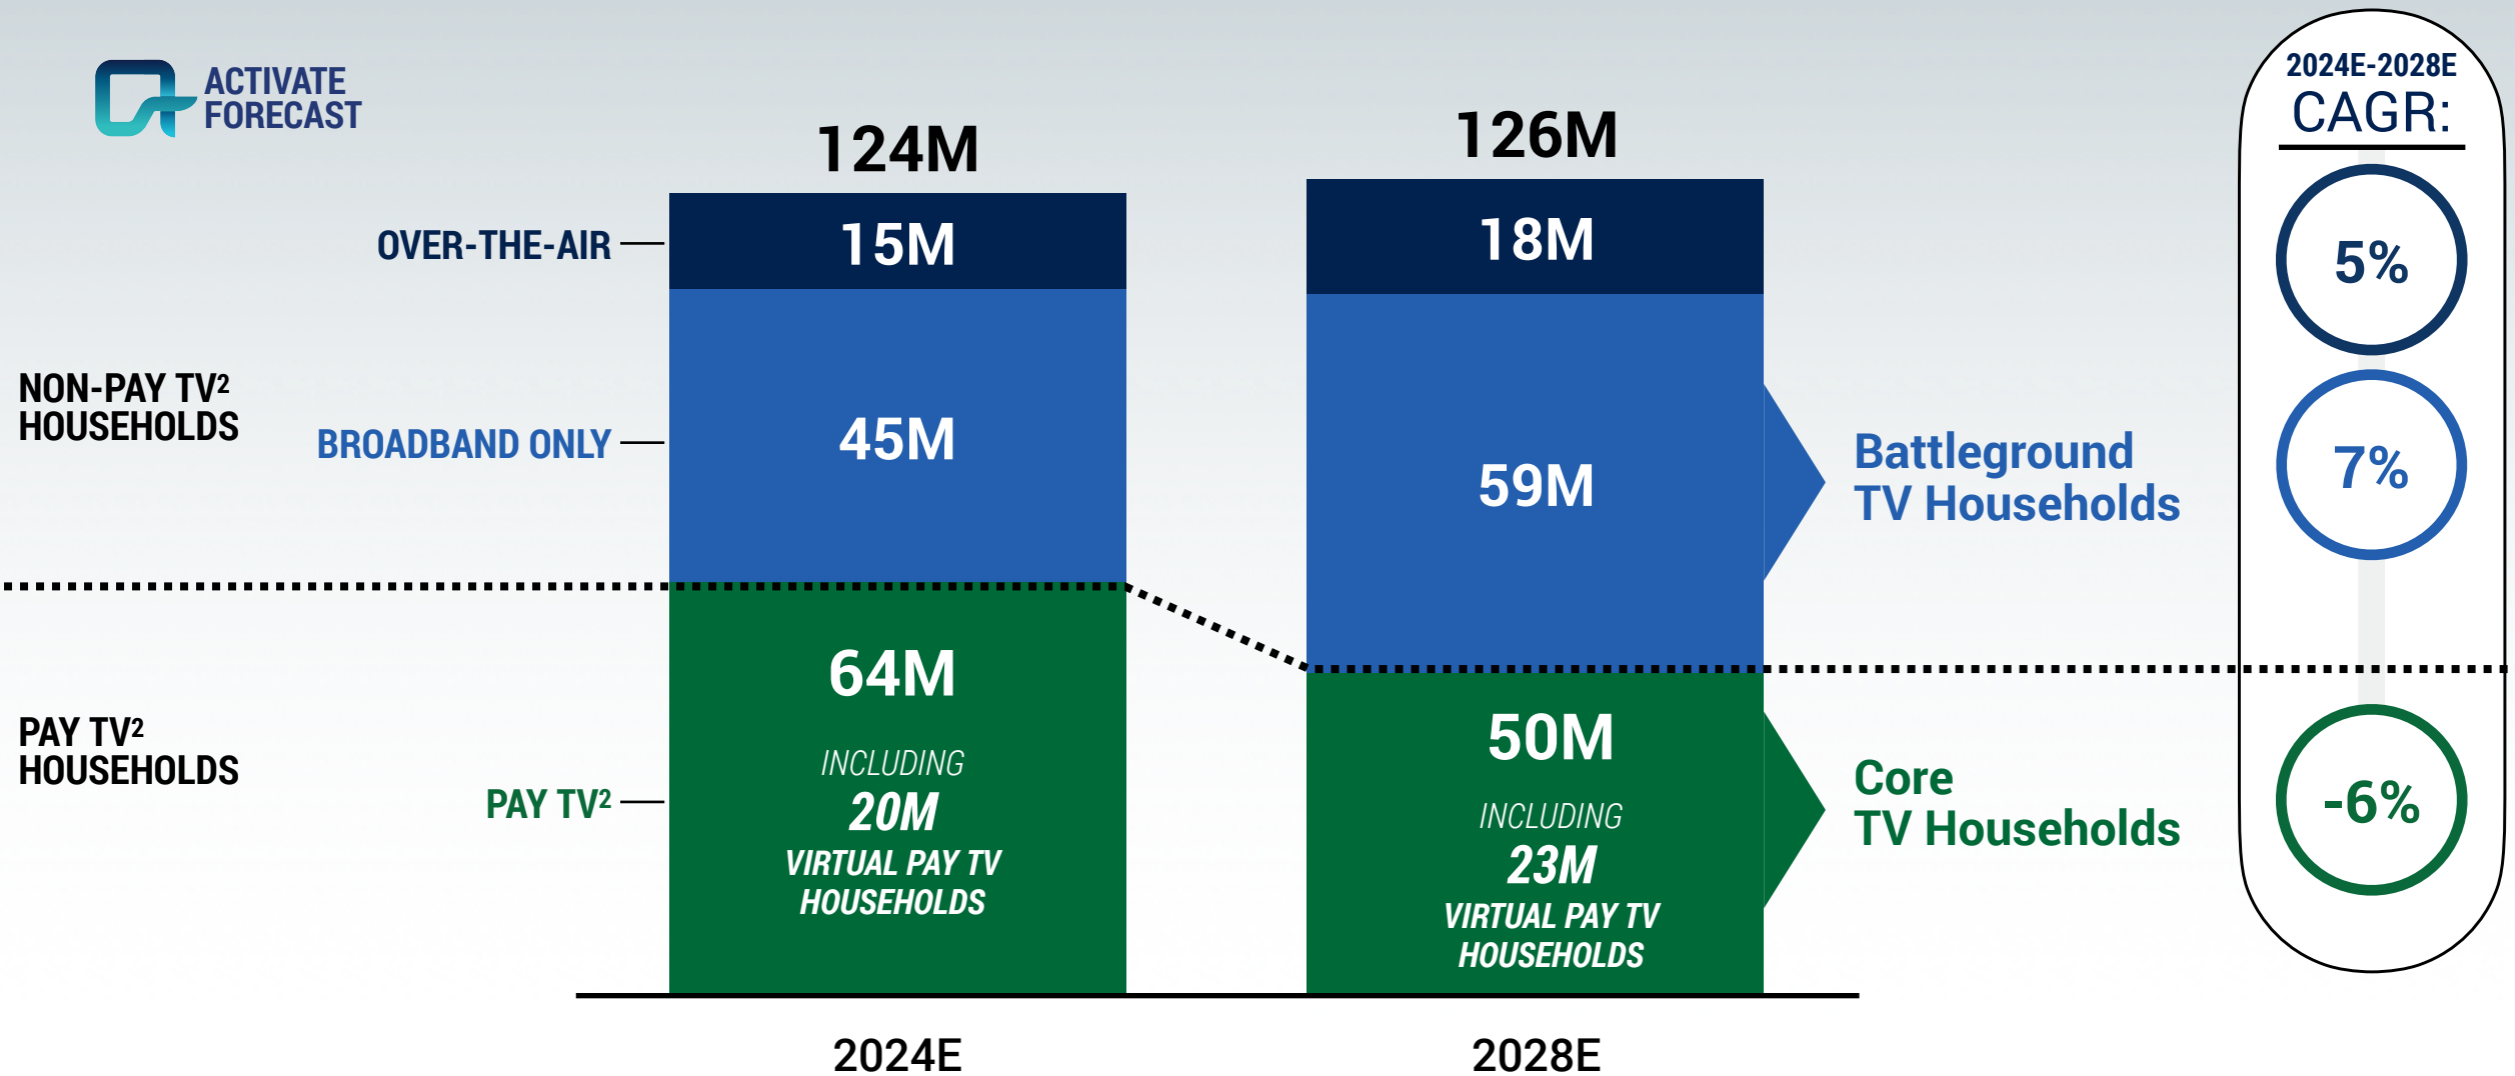 ACTIVATE
FORECAST
2024E-2028E
CAGR:
124M
126M
OVER-THE-AIR
15M
18M
5%
NON-PAY TV²
HOUSEHOLDS
BROADBAND ONLY
45M
59M
Battleground
TV Households
7%
PAY TV²
HOUSEHOLDS
PAY TV²
64M
INCLUDING
20M
VIRTUAL PAY TV
HOUSEHOLDS
50M
INCLUDING
23M
VIRTUAL PAY TV
HOUSEHOLDS
Core
TV Households
-6%
2024E
2028E